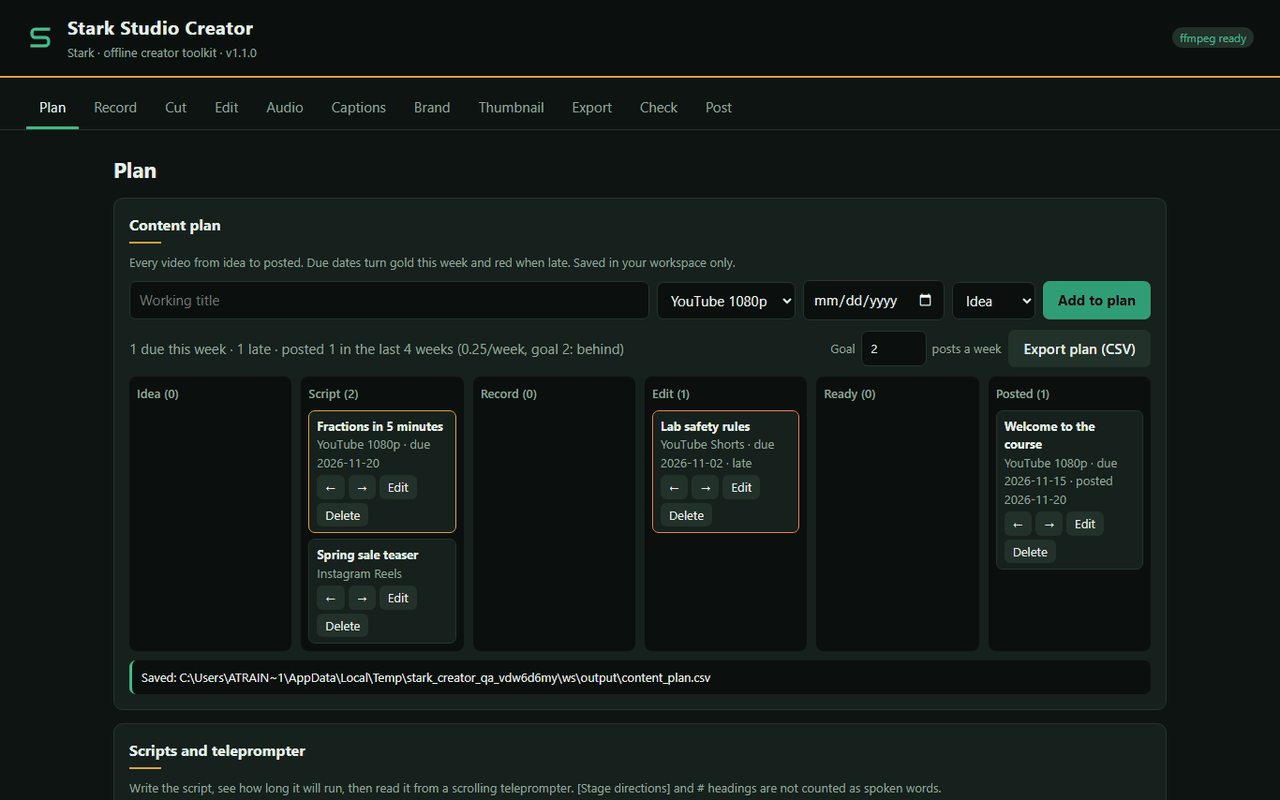 Stark Studio Creator
Stark · offline creator toolkit · v1.1.0
ffmpeg ready
Plan Record Cut Edit Audio Captions Brand Thumbnail Export Check Post
Plan
Content plan
Every video from idea to posted. Due dates turn gold this week and red when late. Saved in your workspace only.
Working title YouTube 1080p mm/dd/yyyy Idea Add to plan
1 due this week · 1 late · posted 1 in the last 4 weeks (0.25/week, goal 2: behind) Goal 2 posts a week Export plan (CSV)
Idea (0)
Script (2)
Fractions in 5 minutes
YouTube 1080p · due
2026-11-20
← → Edit
Delete
Spring sale teaser
Instagram Reels
← → Edit
Delete
Record (0)
Edit (1)
Lab safety rules
YouTube Shorts · due
2026-11-02 · late
← → Edit
Delete
Ready (0)
Posted (1)
Welcome to the
course
YouTube 1080p · due
2026-11-15 · posted
2026-11-20
← → Edit
Delete
Saved: C:\Users\ATRAIN~1\AppData\Local\Temp\stark_creator_qa_vdw6d6my\ws\output\content_plan.csv
Scripts and teleprompter
Write the script, see how long it will run, then read it from a scrolling teleprompter. [Stage directions] and # headings are not counted as spoken words.